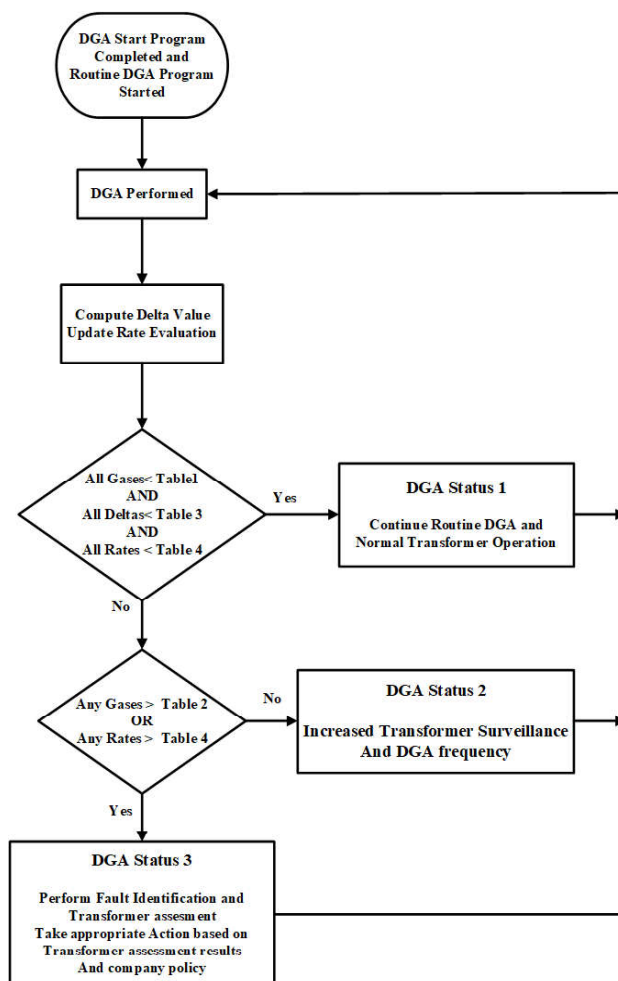 DGA Start Program
Completed and
Routine DGA Program
Started
DGA Performed
Compute Delta Value
Update Rate Evaluation
All Gases< Table1
AND
All Deltas< Table 3
AND
All Rates < Table 4
Yes
DGA Status 1
Continue Routine DGA and
Normal Transformer Operation
No
Any Gases > Table 2
OR
Any Rates > Table 4
No
DGA Status 2
Increased Transformer Surveillance
And DGA frequency
Yes
DGA Status 3
Perform Fault Identification and
Transformer assesment
Take appropriate Action based on
Transformer assessment results
And company policy